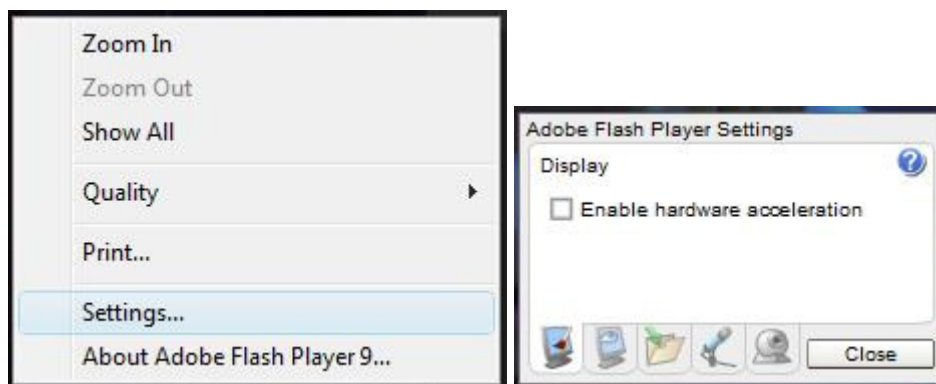 Zoom In
Zoom Out
Show All
Quality
Print...
Settings...
About Adobe Flash Player 9...
Adobe Flash Player Settings
Display
?
Enable hardware acceleration
Close